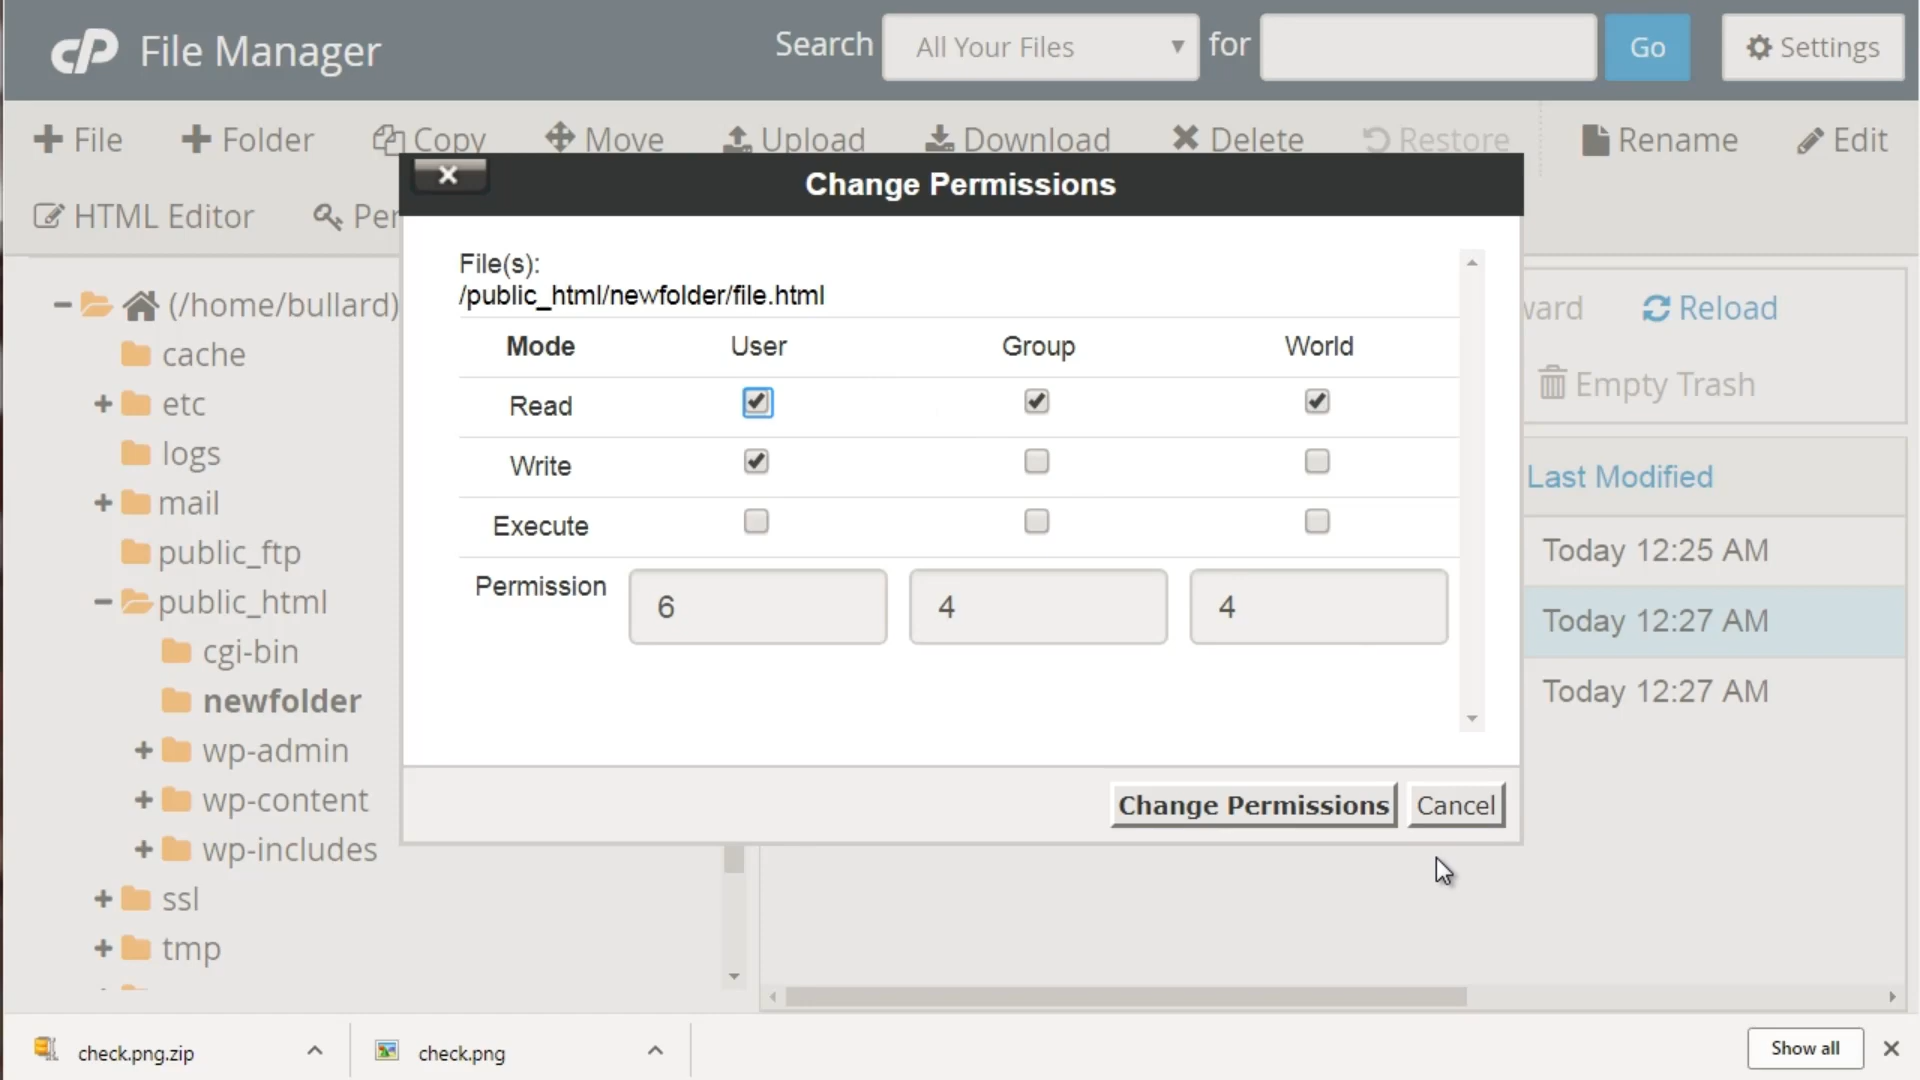 cP File Manager
Search All Your Files for Go Settings
File Folder Copy Move Upload Download Delete Restore Rename Edit
HTML Editor
Change Permissions
File(s):
/public_html/newfolder/file.html
Mode User Group World
Read
Write
Execute
Permission 6 4 4
Change Permissions Cancel
(/home/bullard)
cache
etc
logs
mail
public_ftp
public_html
cgi-bin
newfolder
wp-admin
wp-content
wp-includes
ssl
tmp
Reload
Empty Trash
Last Modified
Today 12:25 AM
Today 12:27 AM
Today 12:27 AM
check.png.zip check.png Show all